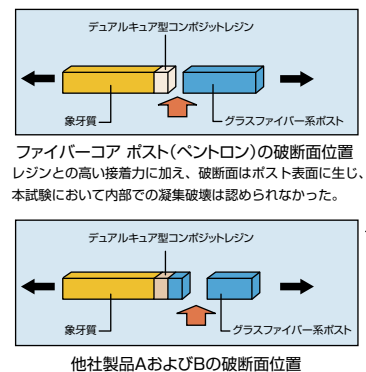 デュアルキュア型コンポジットレジン
象牙質
グラスファイバー系ポスト
ファイバーコア ポスト(ペントロン)の破断面位置
レジンとの高い接着力に加え、破断面はポスト表面に生じ、
本試験において内部での凝集破壊は認められなかった。
デュアルキュア型コンポジットレジン
象牙質
グラスファイバー系ポスト
他社製品AおよびBの破断面位置